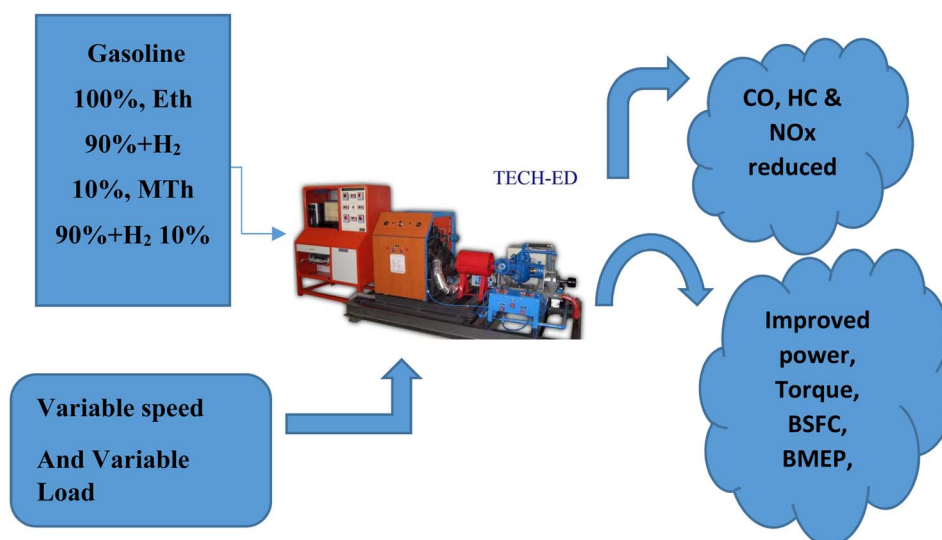 Gasoline
100%, Eth
90%+H₂
10%, MTh
90%+H₂ 10%
Variable speed
And Variable
Load
TECH-ED
CO, HC &
NOx
reduced
Improved
power,
Torque,
BSFC,
BMEP,